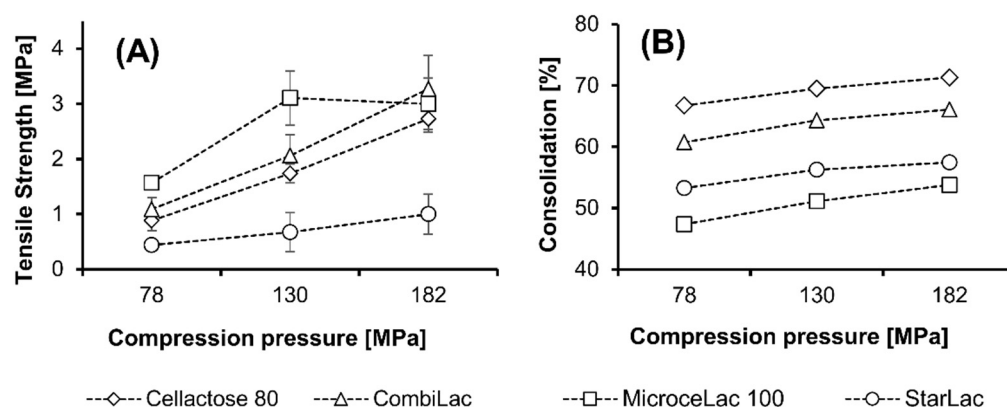 (A)
Tensile Strength [MPa]
4
3
2
1
0
78 130 182
Compression pressure [MPa]
(B)
Consolidation [%]
80
70
60
50
40
78 130 182
Compression pressure [MPa]
Cellactose 80 CombiLac MicroceLac 100 StarLac